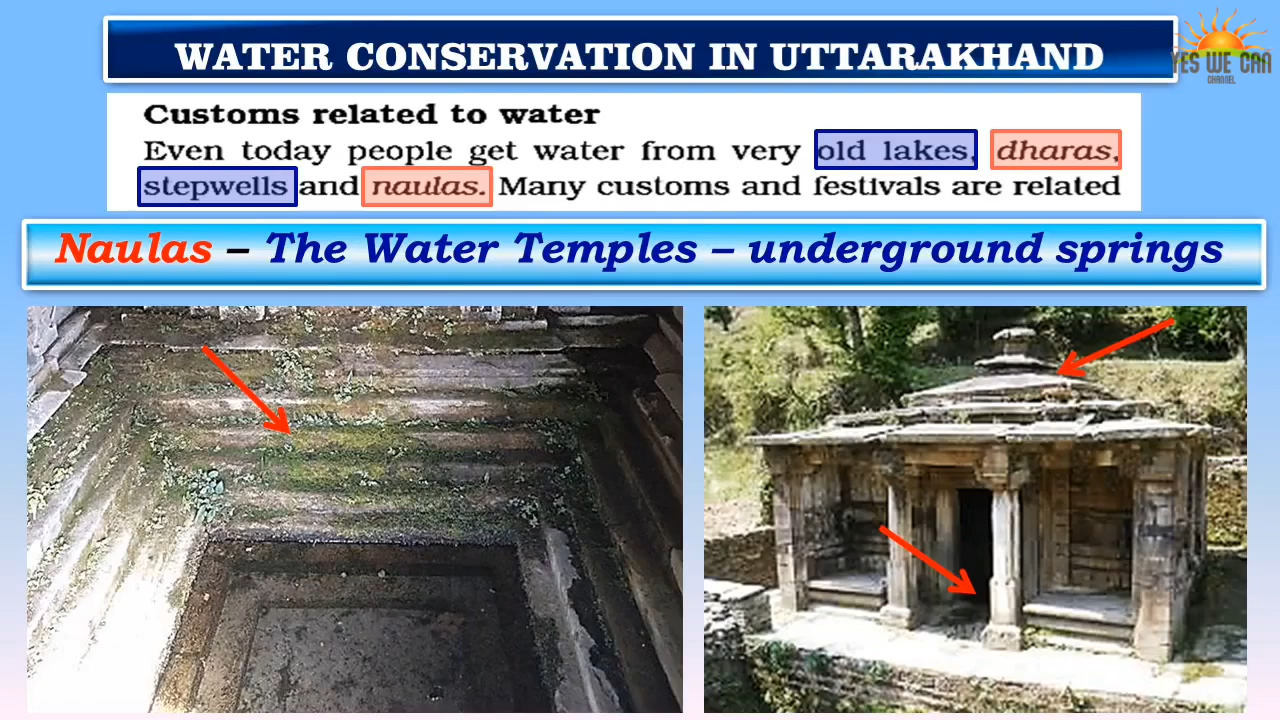 WATER CONSERVATION IN UTTARAKHAND
YES WE CAN
CHANNEL
Customs related to water
Even today people get water from very old lakes, dharas,
stepwells and naulas. Many customs and festivals are related
Naulas – The Water Temples – underground springs